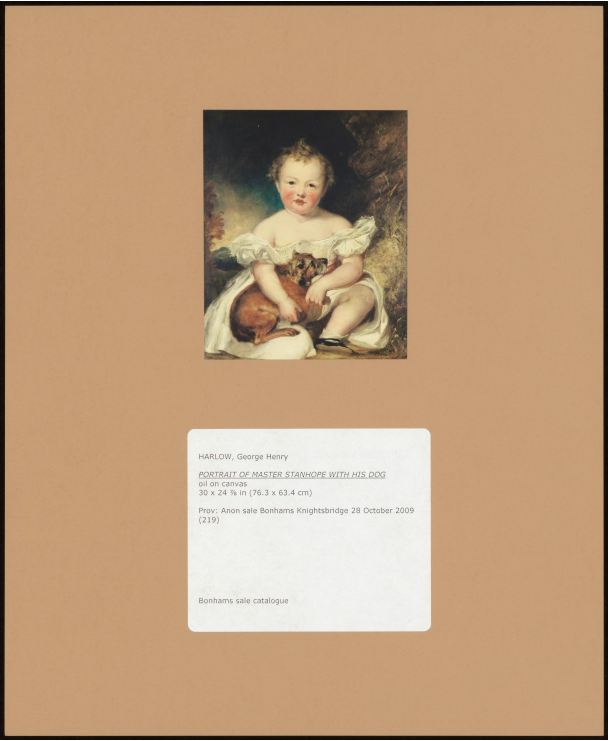 HARLOW, George Henry
PORTRAIT OF MASTER STANHOPE WITH HIS DOG
oil on canvas
30 x 24 ⅞ in (76.3 x 63.4 cm)
Prov: Anon sale Bonhams Knightsbridge 28 October 2009
(219)
Bonhams sale catalogue